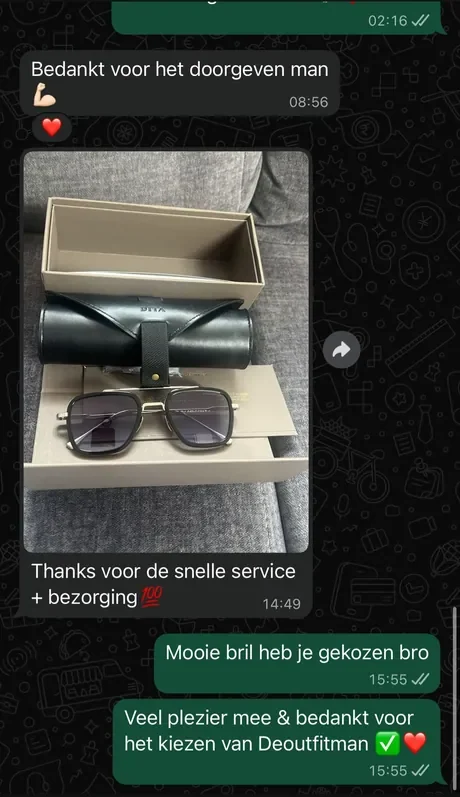 02:16
Bedankt voor het doorgeven man
💪🏻
08:56
❤️
Thanks voor de snelle service
+ bezorging💯
14:49
Mooie bril heb je gekozen bro
15:55
Veel plezier mee & bedankt voor
het kiezen van Deoutfitman ✅❤️
15:55